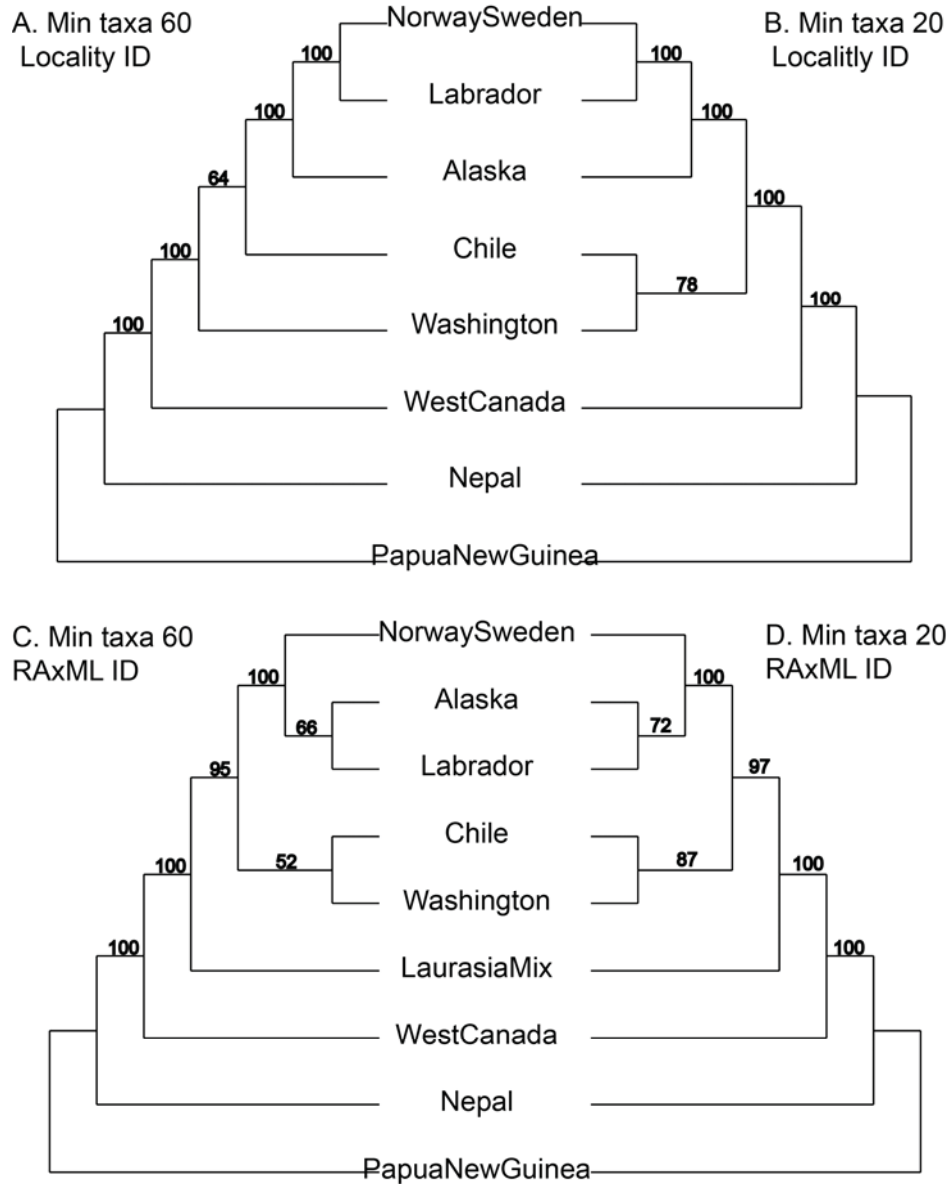 A. Min taxa 60
Locality ID
B. Min taxa 20
Localitly ID
NorwaySweden
100
100
Labrador
100
100
Alaska
64
100
Chile
100
78
Washington
100
100
WestCanada
Nepal
PapuaNewGuinea
C. Min taxa 60
RAxML ID
D. Min taxa 20
RAxML ID
NorwaySweden
100
100
Alaska
66
72
Labrador
95
97
Chile
52
87
100
100
Washington
LaurasiaMix
100
100
WestCanada
Nepal
PapuaNewGuinea